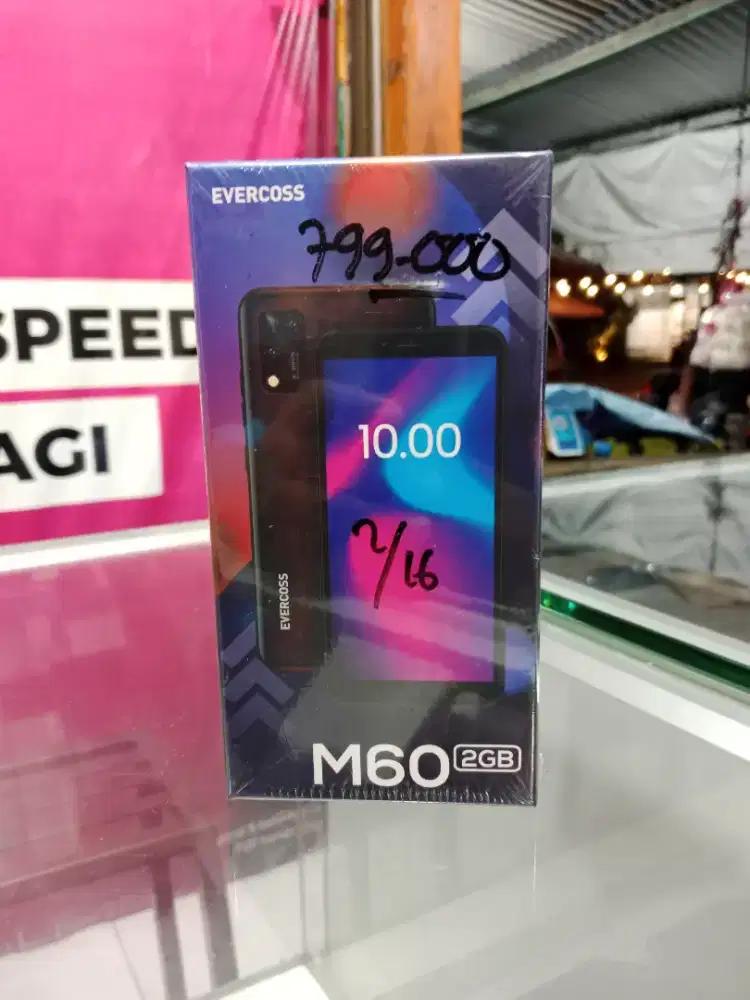 EVERCOSS
799-000
SPEED
AGI
10.00
2/16
EVERCOSS
M60 2GB